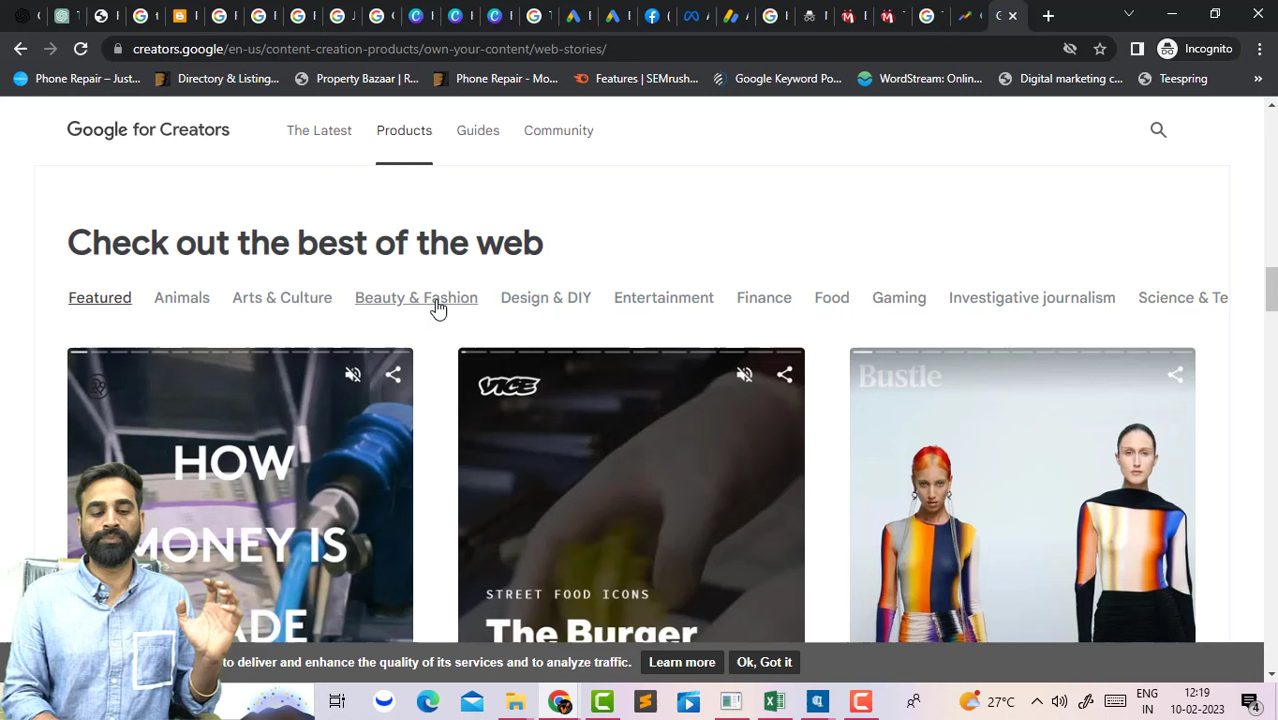 creators.google/en-us/content-creation-products/own-your-content/web-stories/
Incognito
Phone Repair – Just...
Directory & Listing...
Property Bazaar | R...
Phone Repair - Mo...
Features | SEMrush...
Google Keyword Po...
WordStream: Onlin...
Digital marketing c...
Teespring
»
Google for Creators
The Latest
Products
Guides
Community
Check out the best of the web
Featured
Animals
Arts & Culture
Beauty & Fashion
Design & DIY
Entertainment
Finance
Food
Gaming
Investigative journalism
Science & Te
HOW
MONEY IS
ADE
VICE
STREET FOOD ICONS
The Burger
Bustle
to deliver and enhance the quality of its services and to analyze traffic.
Learn more
Ok, Got it
27°C
ENG
IN
12:19
10-02-2023
4